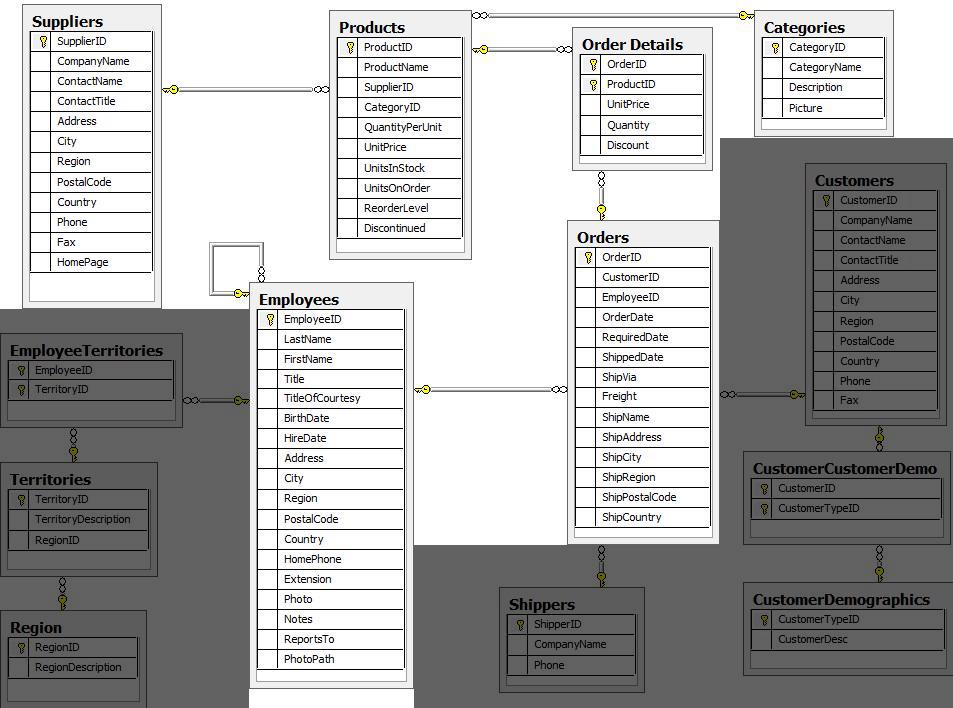 Suppliers
SupplierID
CompanyName
ContactName
ContactTitle
Address
City
Region
PostalCode
Country
Phone
Fax
HomePage
Products
ProductID
ProductName
SupplierID
CategoryID
QuantityPerUnit
UnitPrice
UnitsInStock
UnitsOnOrder
ReorderLevel
Discontinued
Order Details
OrderID
ProductID
UnitPrice
Quantity
Discount
Categories
CategoryID
CategoryName
Description
Picture
Employees
EmployeeID
LastName
FirstName
Title
TitleOfCourtesy
BirthDate
HireDate
Address
City
Region
PostalCode
Country
HomePhone
Extension
Photo
Notes
ReportsTo
PhotoPath
Orders
OrderID
CustomerID
EmployeeID
OrderDate
RequiredDate
ShippedDate
ShipVia
Freight
ShipName
ShipAddress
ShipCity
ShipRegion
ShipPostalCode
ShipCountry
Customers
CustomerID
CompanyName
ContactName
ContactTitle
Address
City
Region
PostalCode
Country
Phone
Fax
EmployeeTerritories
EmployeeID
TerritoryID
Territories
TerritoryID
TerritoryDescription
RegionID
Region
RegionID
RegionDescription
Shippers
ShipperID
CompanyName
Phone
CustomerCustomerDemo
CustomerID
CustomerTypeID
CustomerDemographics
CustomerTypeID
CustomerDesc